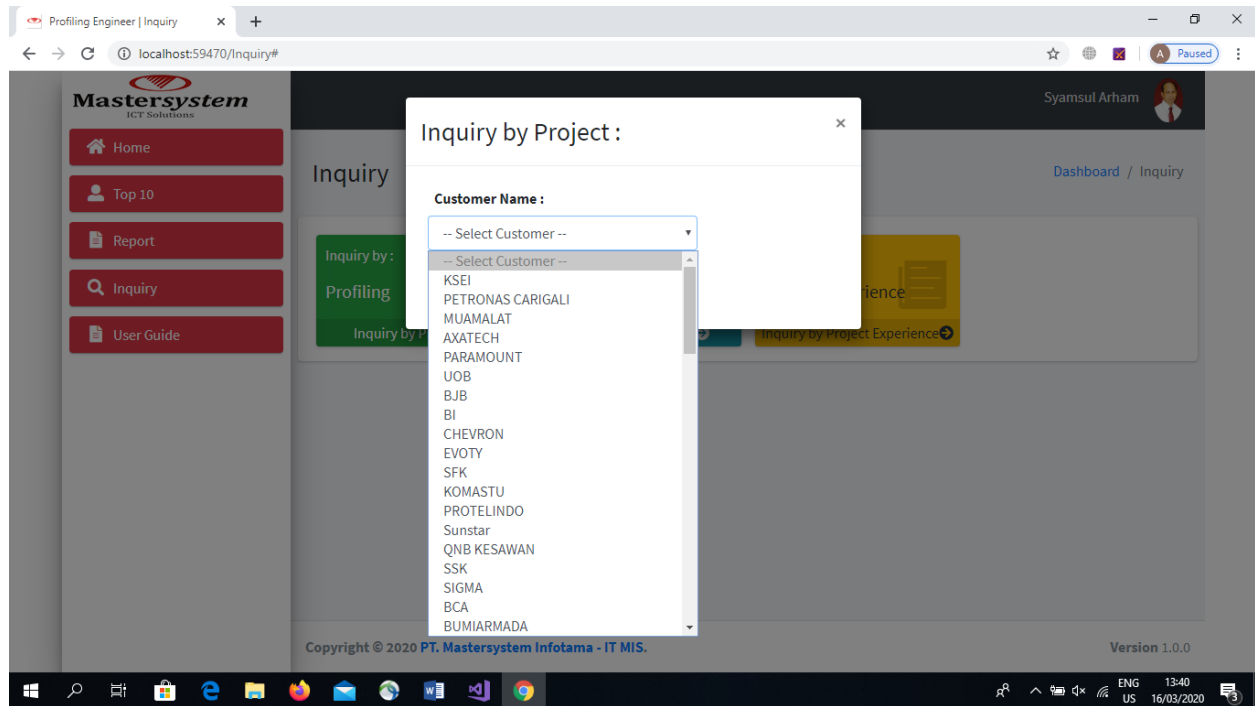 Profiling Engineer | Inquiry
localhost:59470/Inquiry#
A Paused
Mastersystem
ICT Solutions
Syamsul Arham
Home
Top 10
Report
Inquiry
User Guide
Inquiry
Dashboard / Inquiry
Inquiry by Project :
×
Customer Name :
-- Select Customer --
-- Select Customer --
KSEI
PETRONAS CARIGALI
MUAMALAT
AXATECH
PARAMOUNT
UOB
BJB
BI
CHEVRON
EVOTY
SFK
KOMASTU
PROTELINDO
Sunstar
QNB KESAWAN
SSK
SIGMA
BCA
BUMIARMADA
Inquiry by :
Profiling
Inquiry by P
rience
Inquiry by Project Experience
Copyright © 2020 PT. Mastersystem Infotama - IT MIS.
Version 1.0.0
ENG
US
13:40
16/03/2020
3